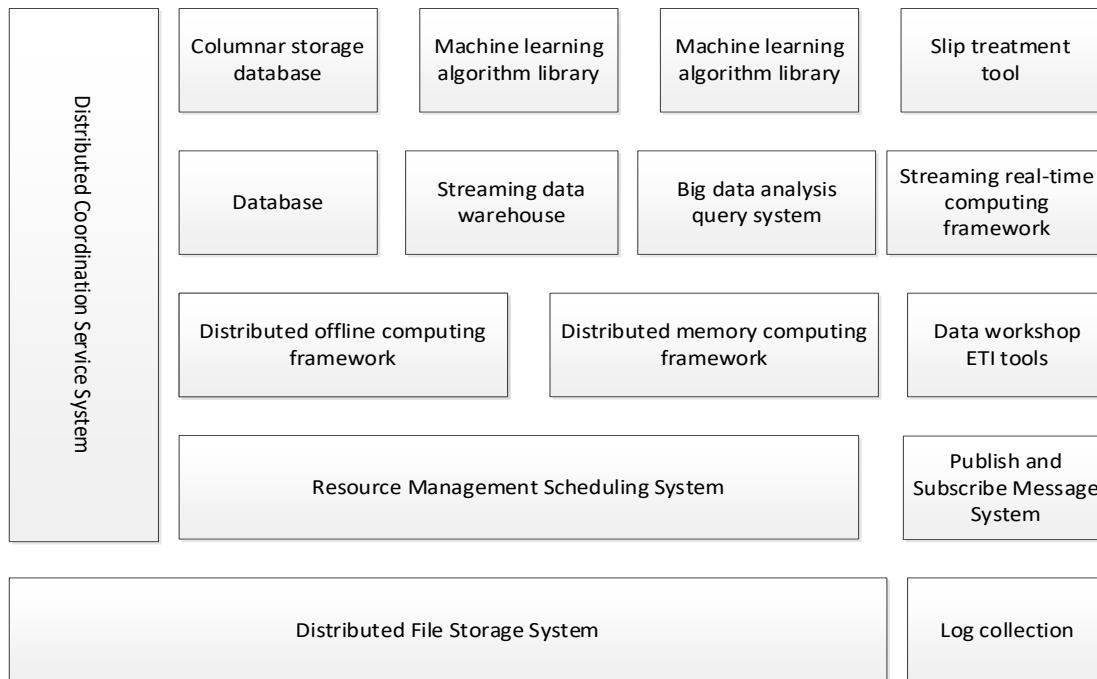 Distributed Coordination Service System
Columnar storage
database
Machine learning
algorithm library
Machine learning
algorithm library
Slip treatment
tool
Database
Streaming data
warehouse
Big data analysis
query system
Streaming real-time
computing
framework
Distributed offline computing
framework
Distributed memory computing
framework
Data workshop
ETI tools
Resource Management Scheduling System
Publish and
Subscribe Message
System
Distributed File Storage System
Log collection